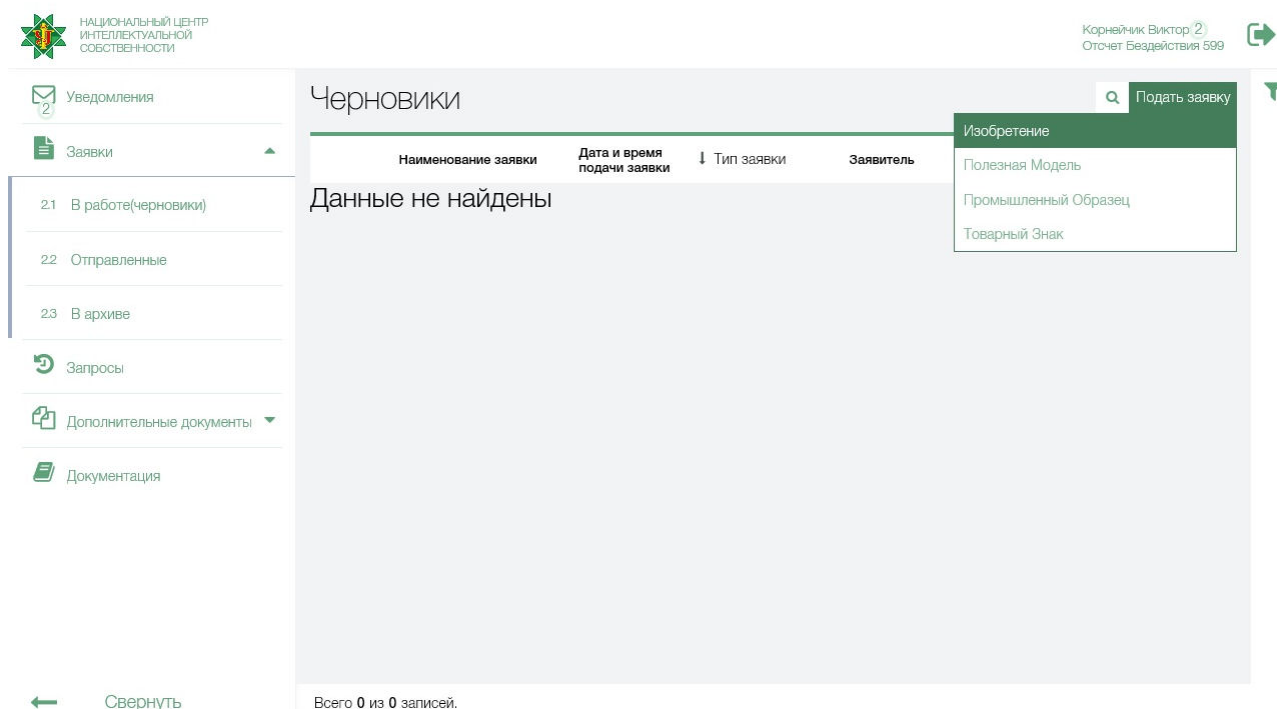 НАЦИОНАЛЬНЫЙ ЦЕНТР
ИНТЕЛЛЕКТУАЛЬНОЙ
СОБСТВЕННОСТИ
Корнейчик Виктор 2
Отсчет Бездействия 599
2
Уведомления
Заявки
2.1 В работе(черновики)
2.2 Отправленные
2.3 В архиве
Запросы
Дополнительные документы
Документация
Свернуть
Черновики
Подать заявку
Изобретение
Полезная Модель
Промышленный Образец
Товарный Знак
Наименование заявки
Дата и время
подачи заявки
Тип заявки
Заявитель
Данные не найдены
Всего 0 из 0 записей.